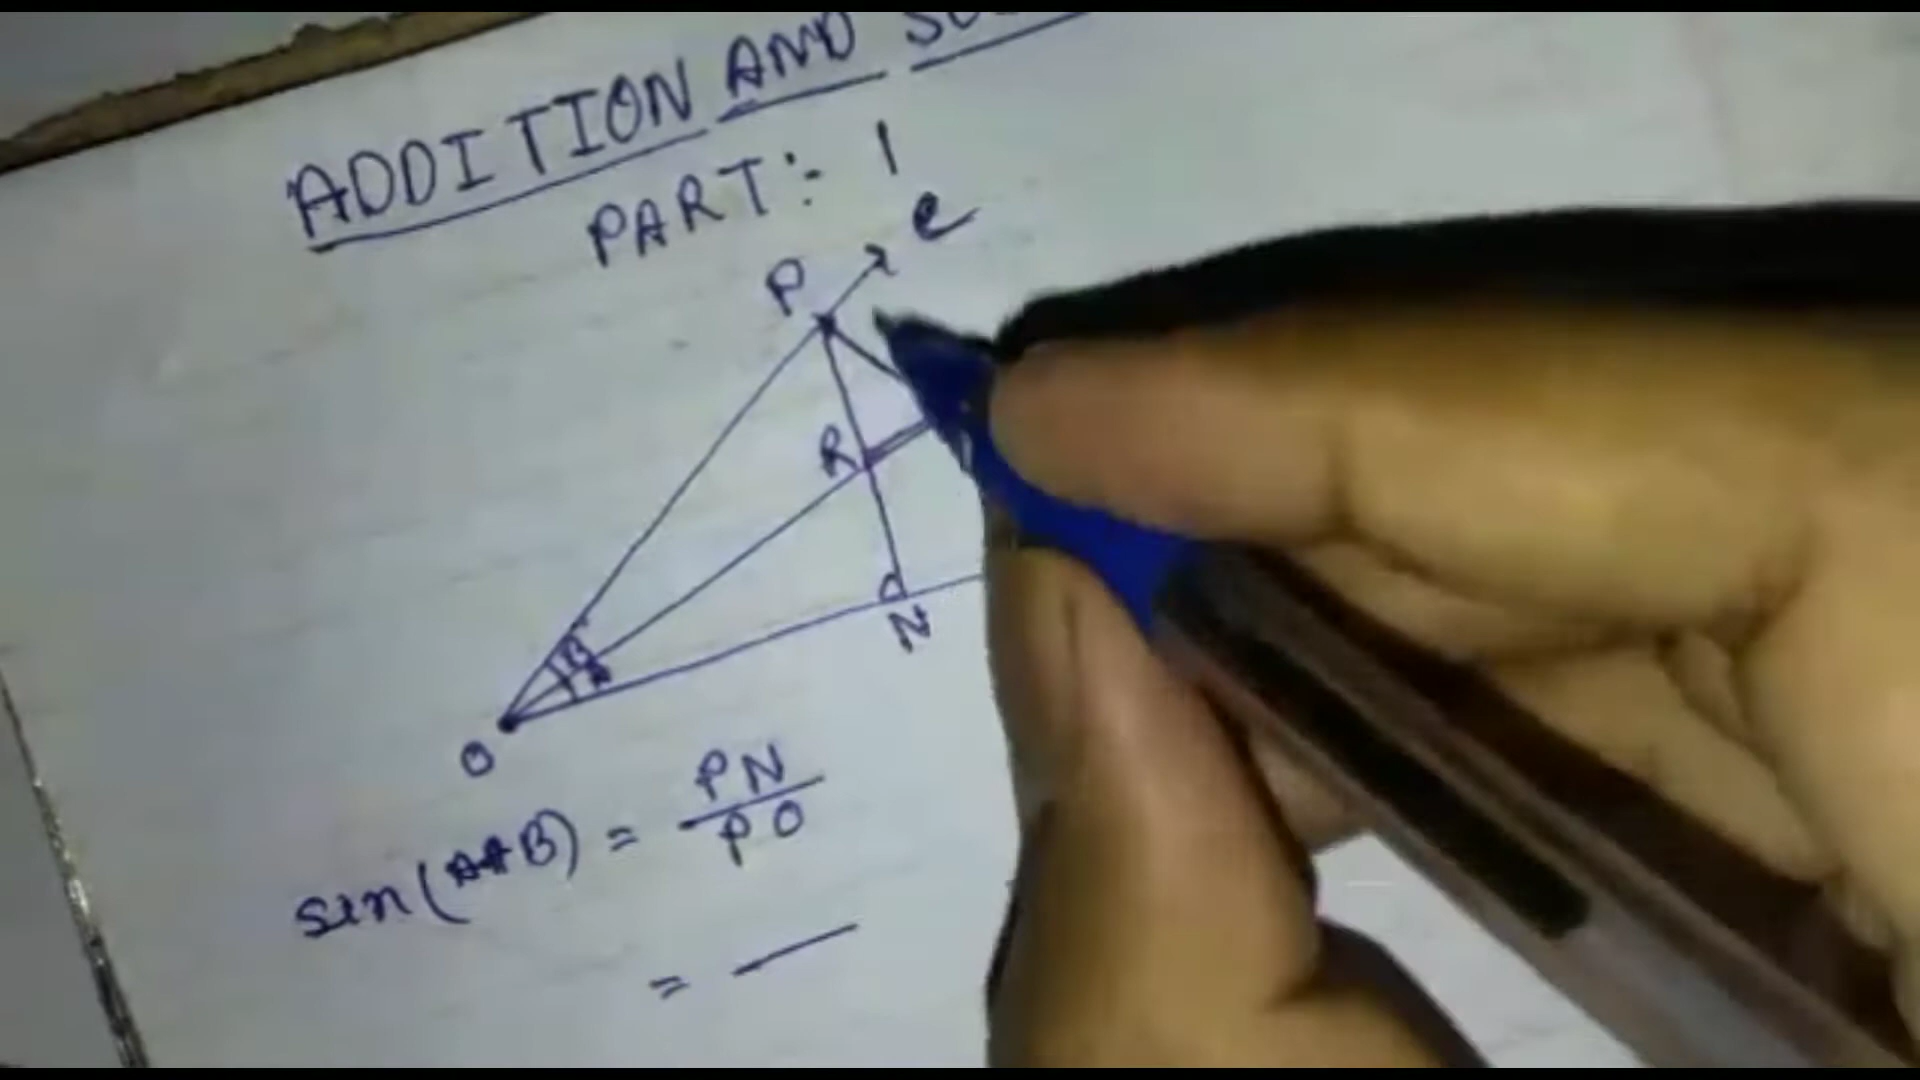 ADDITION AND
PART:- 1
P
C
R
N
B
A
O
sin(A+B) = PN
PO
=